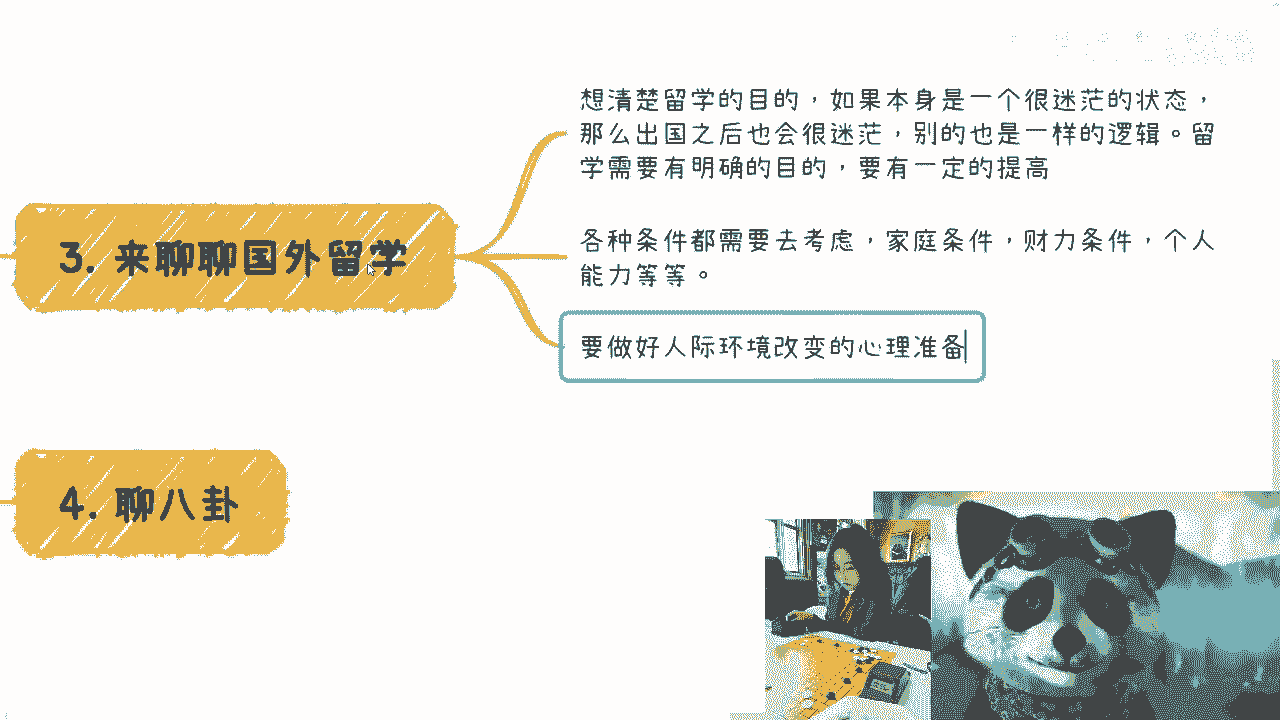 想清楚留学的目的，如果本身是一个很迷茫的状态，
那么出国之后也会很迷茫，别的也是一样的逻辑。留
学需要有明确的目的，要有一定的提高
3. 来聊聊国外留学
各种条件都需要去考虑，家庭条件，财力条件，个人
能力等等。
要做好人际环境改变的心理准备
4. 聊八卦